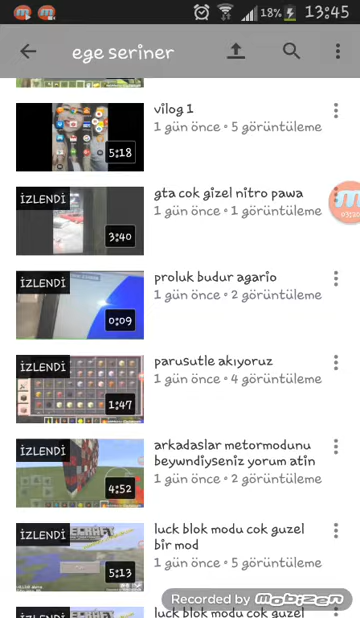 18% 13:45
ege seriner
vilog 1
1 gün önce • 5 görüntüleme
5:18
İZLENDİ
gta cok gizel nitro pawa
1 gün önce • 1 görüntüleme
3:40
İZLENDİ
proluk budur agario
1 gün önce • 2 görüntüleme
0:09
İZLENDİ
parusutle akıyoruz
1 gün önce • 4 görüntüleme
1:47
İZLENDİ
arkadaslar metormodunu
beywndiyseniz yorum atin
1 gün önce • 2 görüntüleme
4:52
İZLENDİ
luck blok modu cok guzel
bir mod
1 gün önce • 5 görüntüleme
5:13
İZLENDİ
luck blok modu cok guzel
Recorded by mobizen